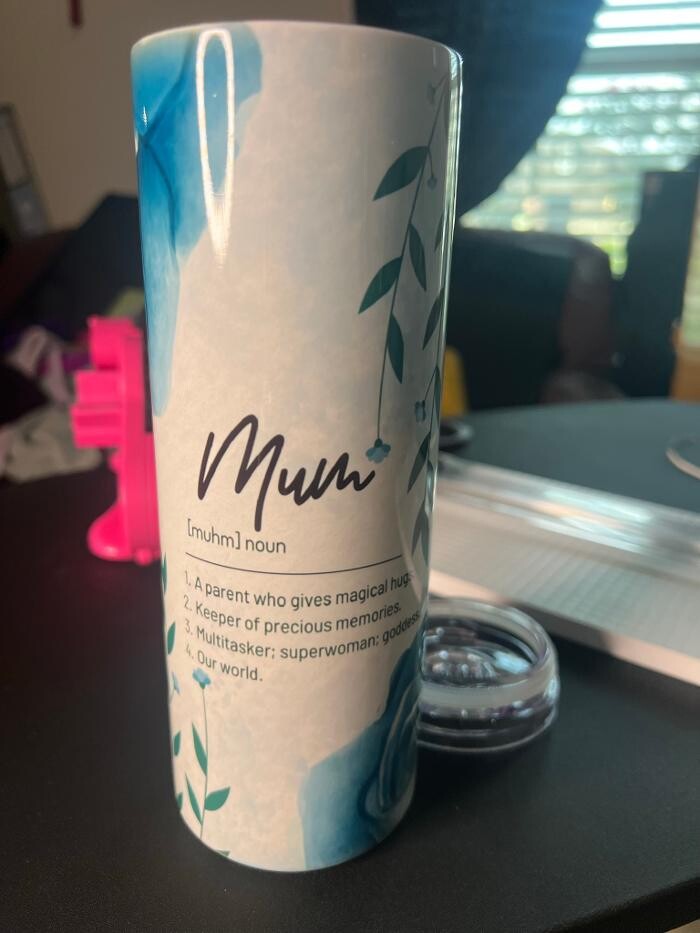 Mum
[muhm] noun
1. A parent who gives magical hugs.
2. Keeper of precious memories.
3. Multitasker; superwoman; goddess.
4. Our world.